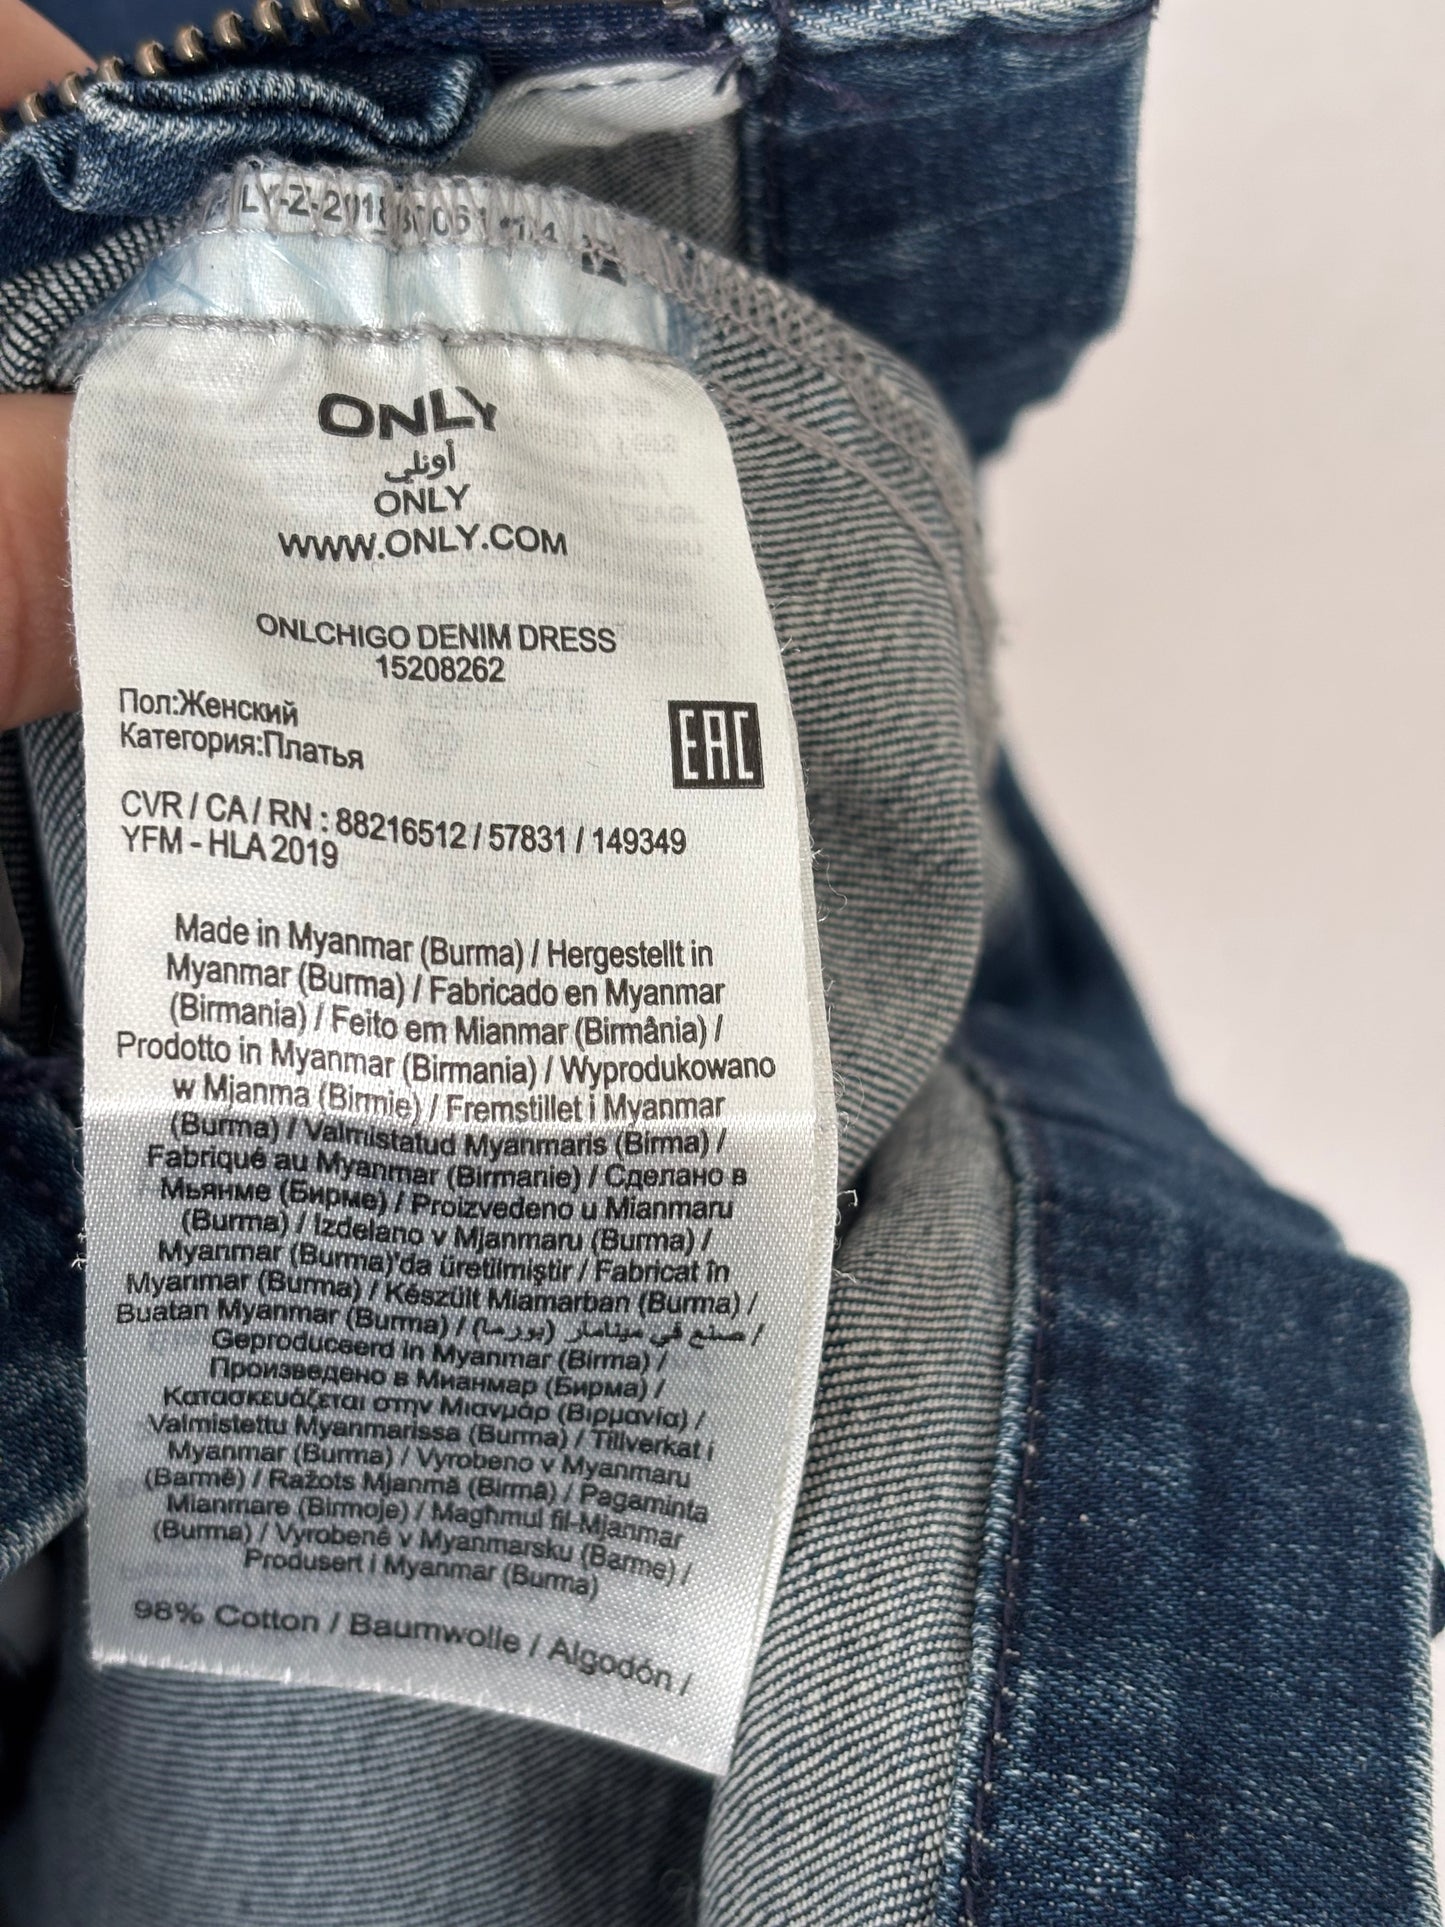 ONLY
أونلي
ONLY
WWW.ONLY.COM
ONLCHIGO DENIM DRESS
15208262
Пол:Женский
Категория:Платья
EAC
CVR / CA / RN : 88216512 / 57831 / 149349
YFM - HLA 2019
Made in Myanmar (Burma) / Hergestellt in
Myanmar (Burma) / Fabricado en Myanmar
(Birmania) / Feito em Mianmar (Birmânia) /
Prodotto in Myanmar (Birmania) / Wyprodukowano
w Mjanma (Birmie) / Fremstillet i Myanmar
(Burma) / Valmistatud Myanmaris (Birma) /
Fabriqué au Myanmar (Birmanie) / Сделано в
Мьянме (Бирме) / Proizvedeno u Mianmaru
(Burma) / Izdelano v Mjanmaru (Burma) /
Myanmar (Burma)'da üretilmiştir / Fabricat în
Myanmar (Burma) / Készült Miamarban (Burma) /
Buatan Myanmar (Burma) / صنع في مينامار (بورما) /
Geproduceerd in Myanmar (Birma) /
Произведено в Мианмар (Бирма) /
Κατασκευάζεται στην Μιανμάρ (Βιρμανία) /
Valmistettu Myanmarissa (Burma) / Tillverkat i
Myanmar (Burma) / Vyrobeno v Myanmaru
(Barmě) / Ražots Mjanmā (Birmā) / Pagaminta
Mianmare (Birmoje) / Magħmul fil-Mjanmar
(Burma) / Vyrobené v Myanmarsku (Barme) /
Produsert i Myanmar (Burma)
98% Cotton / Baumwolle / Algodón /